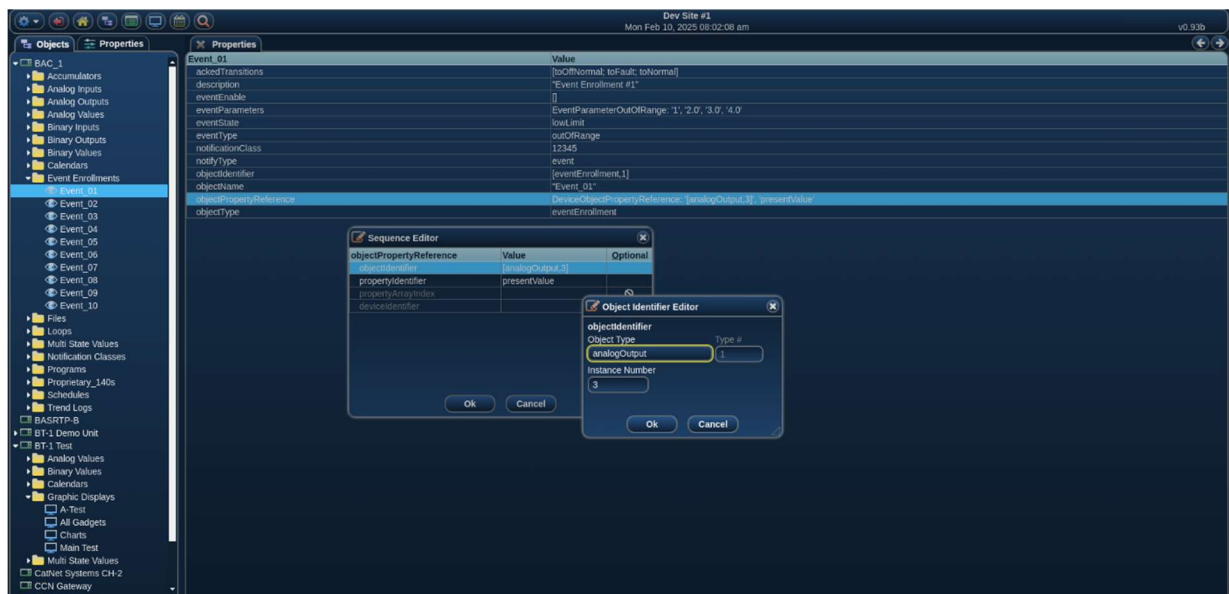 Dev Site #1
Mon Feb 10, 2025 08:02:08 am
v0.93b
Objects Properties
BAC_1
Accumulators
Analog Inputs
Analog Outputs
Analog Values
Binary Inputs
Binary Outputs
Binary Values
Calendars
Event Enrollments
Event_01
Event_02
Event_03
Event_04
Event_05
Event_06
Event_07
Event_08
Event_09
Event_10
Files
Loops
Multi State Values
Notification Classes
Programs
Proprietary_140s
Schedules
Trend Logs
BASRTP-B
BT-1 Demo Unit
BT-1 Test
Analog Values
Binary Values
Calendars
Graphic Displays
A-Test
All Gadgets
Charts
Main Test
Multi State Values
CatNet Systems CH-2
CCN Gateway
Properties
Event_01 Value
ackedTransitions [toOffNormal; toFault; toNormal]
description "Event Enrollment #1"
eventEnable []
eventParameters EventParameterOutOfRange: '1', '2.0', '3.0', '4.0'
eventState lowLimit
eventType outOfRange
notificationClass 12345
notifyType event
objectIdentifier [eventEnrollment,1]
objectName "Event_01"
objectPropertyReference DeviceObjectPropertyReference: '[analogOutput,3]', 'presentValue'
objectType eventEnrollment
Sequence Editor
objectPropertyReference Value Optional
objectIdentifier [analogOutput,3]
propertyIdentifier presentValue
propertyArrayIndex
deviceIdentifier
Ok Cancel
Object Identifier Editor
objectIdentifier
Object Type Type #
analogOutput 1
Instance Number
3
Ok Cancel